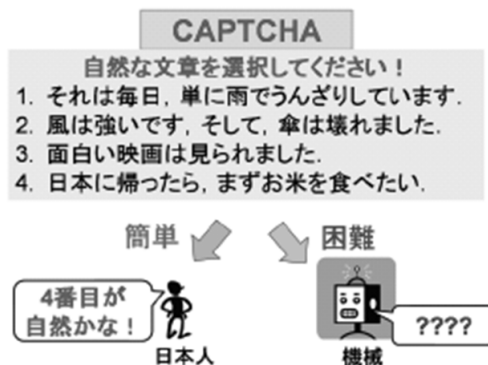 CAPTCHA
自然な文章を選択してください！
1. それは毎日, 単に雨でうんざりしています.
2. 風は強いです, そして, 傘は壊れました.
3. 面白い映画は見られました.
4. 日本に帰ったら, まずお米を食べたい.
簡単
困難
4番目が
自然かな！
????
日本人
機械